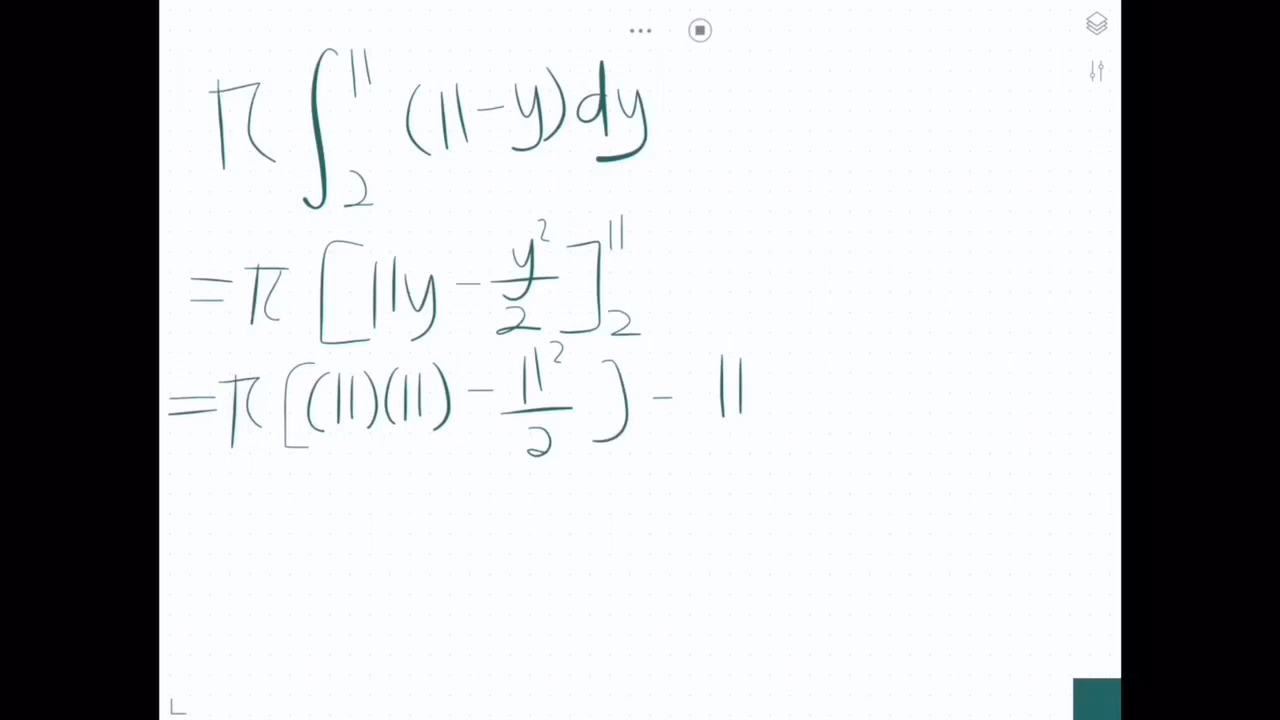 π ∫₂¹¹ (11-y)dy
= π [11y - y²/2]₂¹¹
= π [(11)(11) - 11²/2) - 11